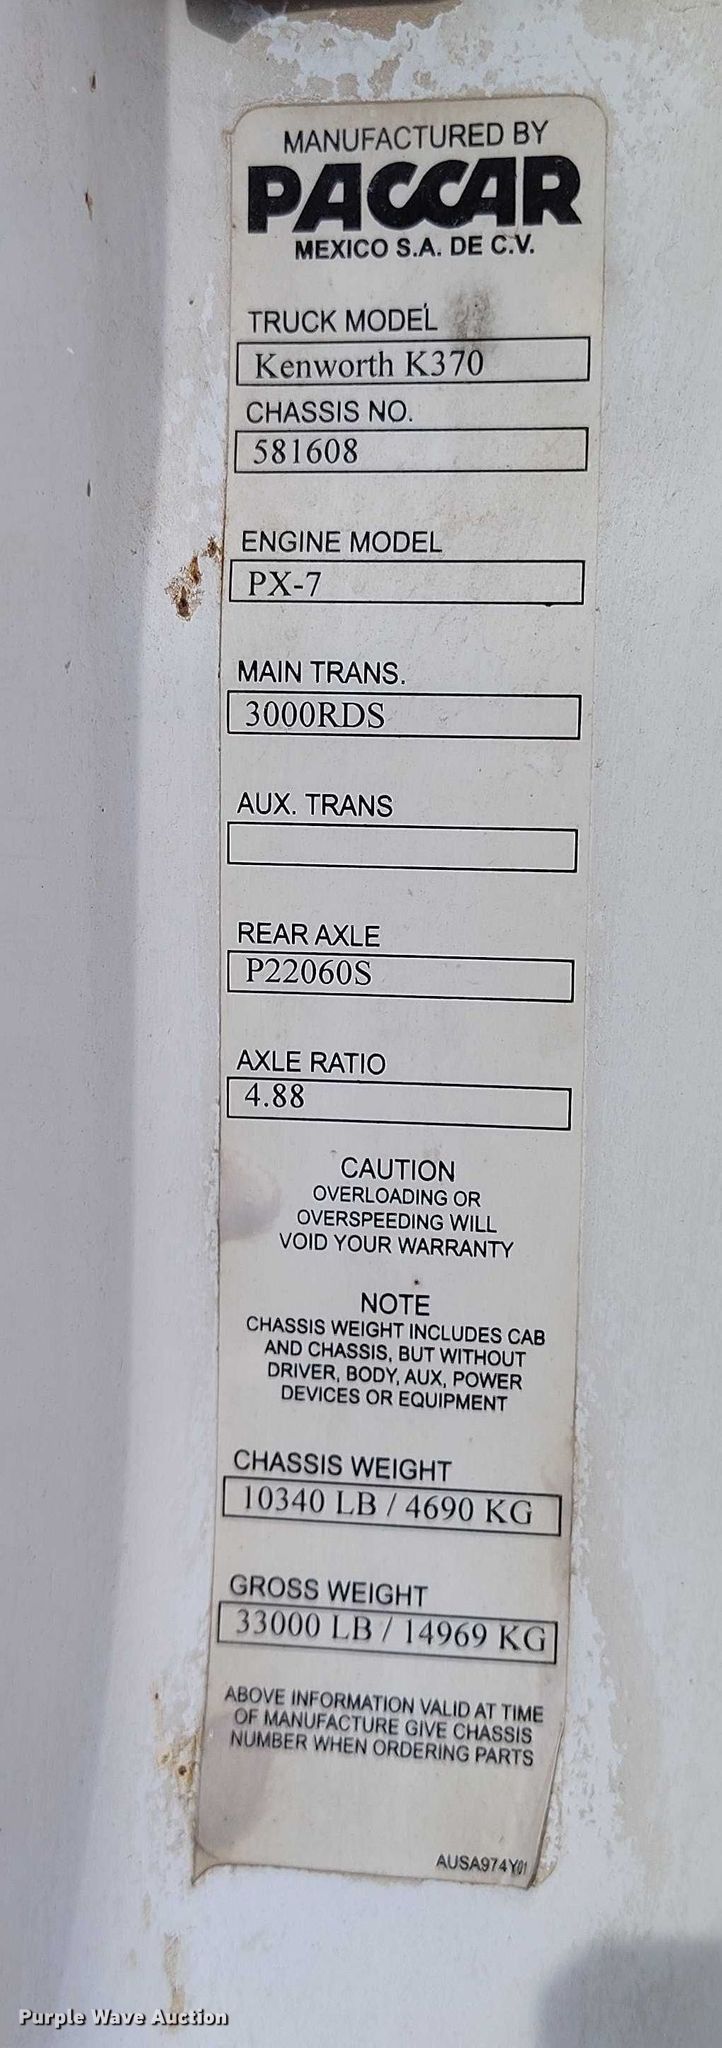 MANUFACTURED BY
PACCAR
MEXICO S.A. DE C.V.
TRUCK MODEL
Kenworth K370
CHASSIS NO.
581608
ENGINE MODEL
PX-7
MAIN TRANS.
3000RDS
AUX. TRANS
REAR AXLE
P22060S
AXLE RATIO
4.88
CAUTION
OVERLOADING OR
OVERSPEEDING WILL
VOID YOUR WARRANTY
NOTE
CHASSIS WEIGHT INCLUDES CAB
AND CHASSIS, BUT WITHOUT
DRIVER, BODY, AUX, POWER
DEVICES OR EQUIPMENT
CHASSIS WEIGHT
10340 LB / 4690 KG
GROSS WEIGHT
33000 LB / 14969 KG
ABOVE INFORMATION VALID AT TIME
OF MANUFACTURE GIVE CHASSIS
NUMBER WHEN ORDERING PARTS
AUSA974Y01
Purple Wave Auction